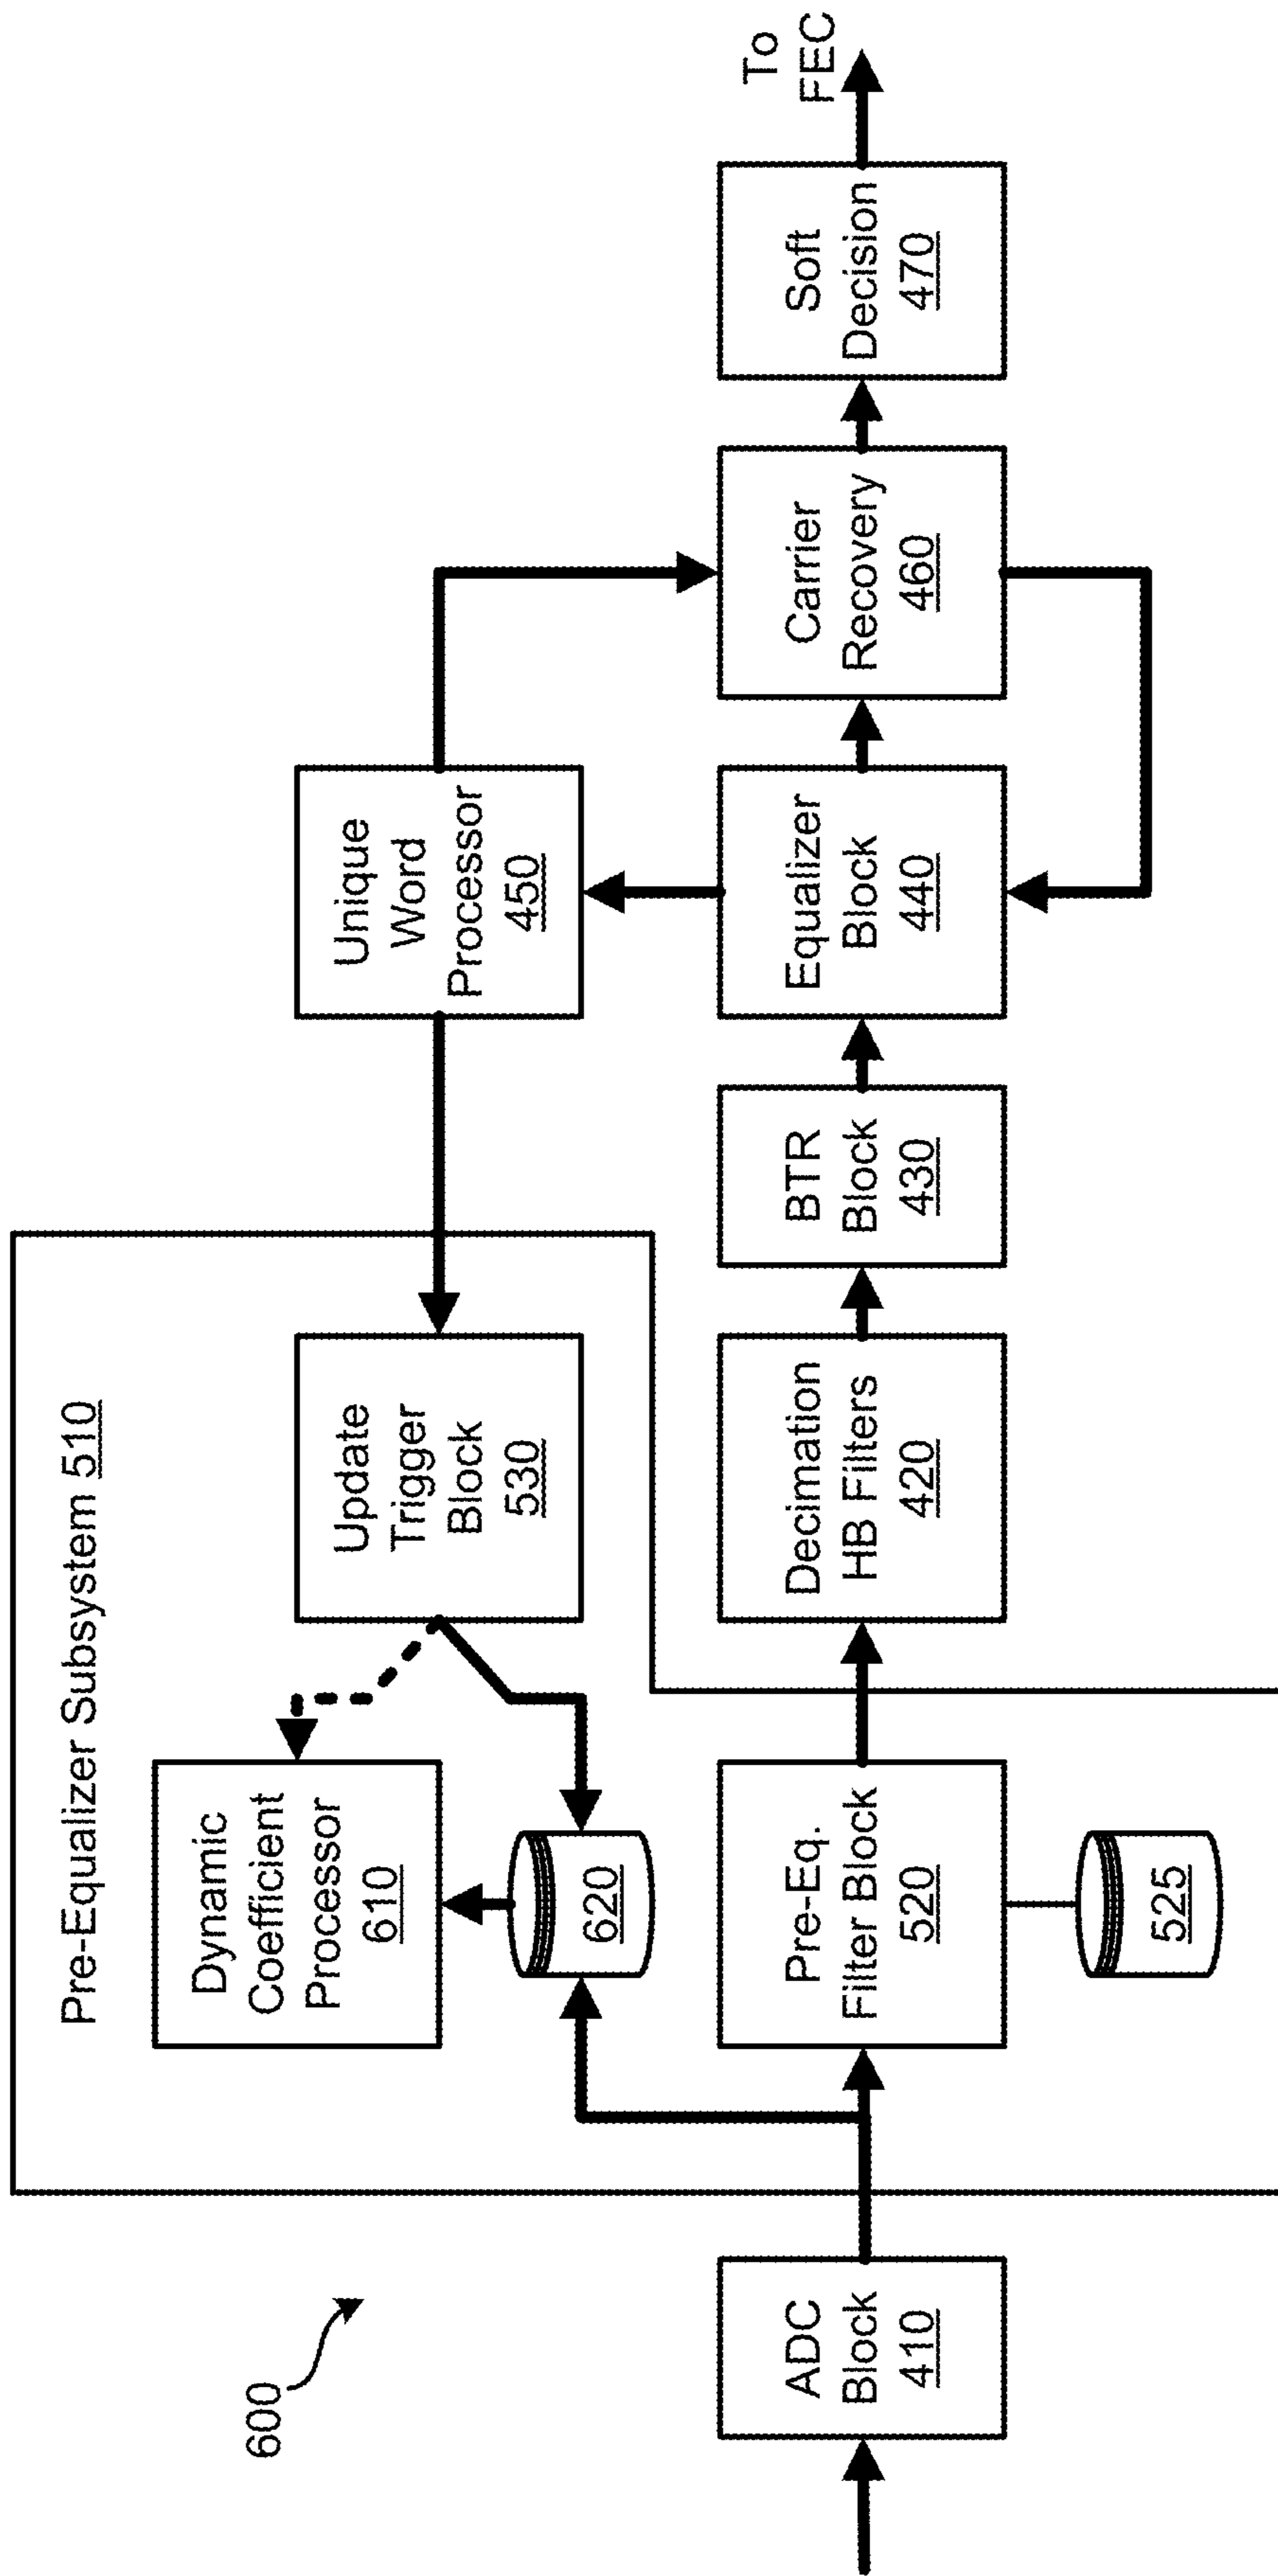 600
Pre-Equalizer Subsystem 510
Dynamic
Coefficient
Processor
610
Update
Trigger
Block
530
Unique
Word
Processor
450
620
ADC
Block
410
Pre-Eq.
Filter Block
520
525
Decimation
HB Filters
420
BTR
Block
430
Equalizer
Block
440
Carrier
Recovery
460
Soft
Decision
470
To
FEC